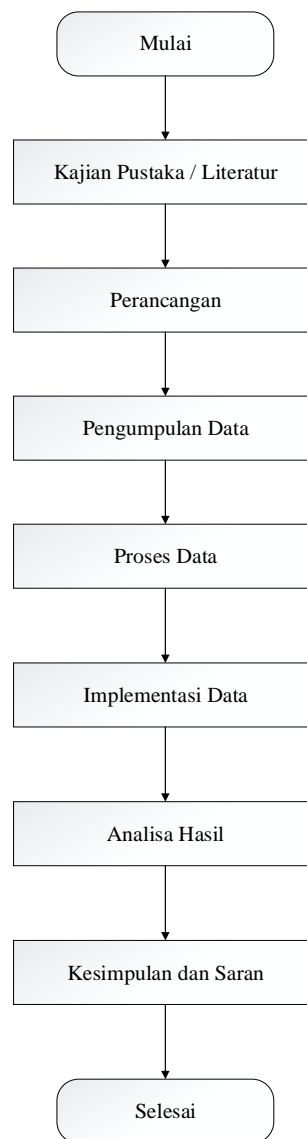 Mulai
Kajian Pustaka / Literatur
Perancangan
Pengumpulan Data
Proses Data
Implementasi Data
Analisa Hasil
Kesimpulan dan Saran
Selesai